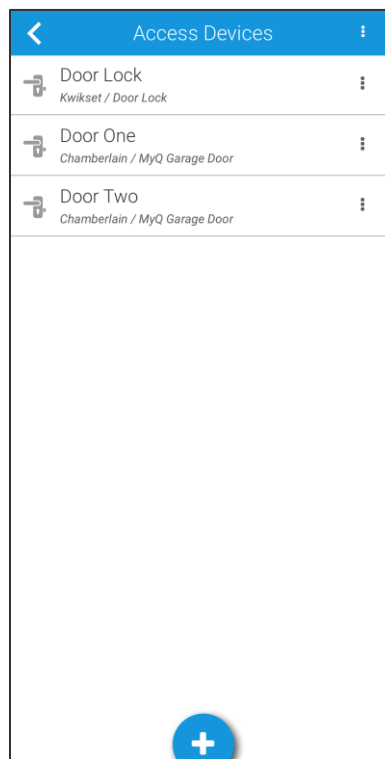 Access Devices
Door Lock
Kwikset / Door Lock
Door One
Chamberlain / MyQ Garage Door
Door Two
Chamberlain / MyQ Garage Door